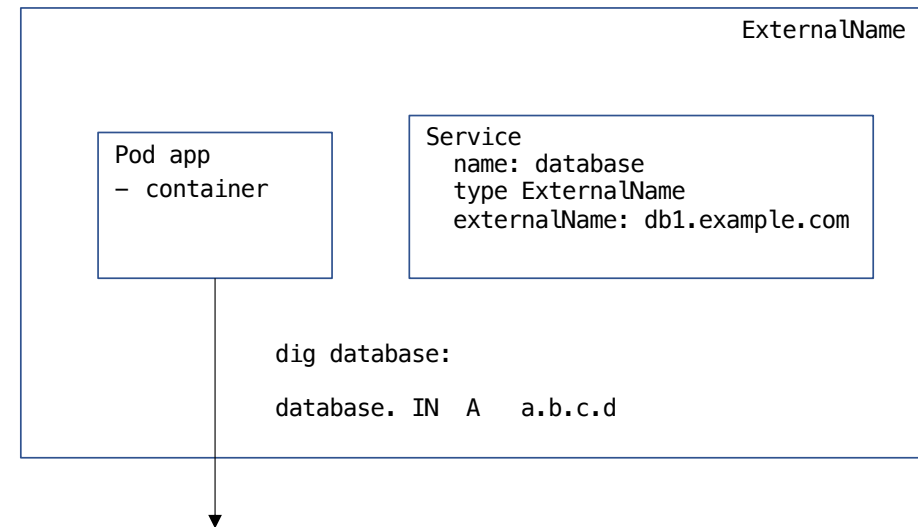 ExternalName
Pod app
– container
Service
name: database
type ExternalName
externalName: db1.example.com
dig database:
database. IN A a.b.c.d